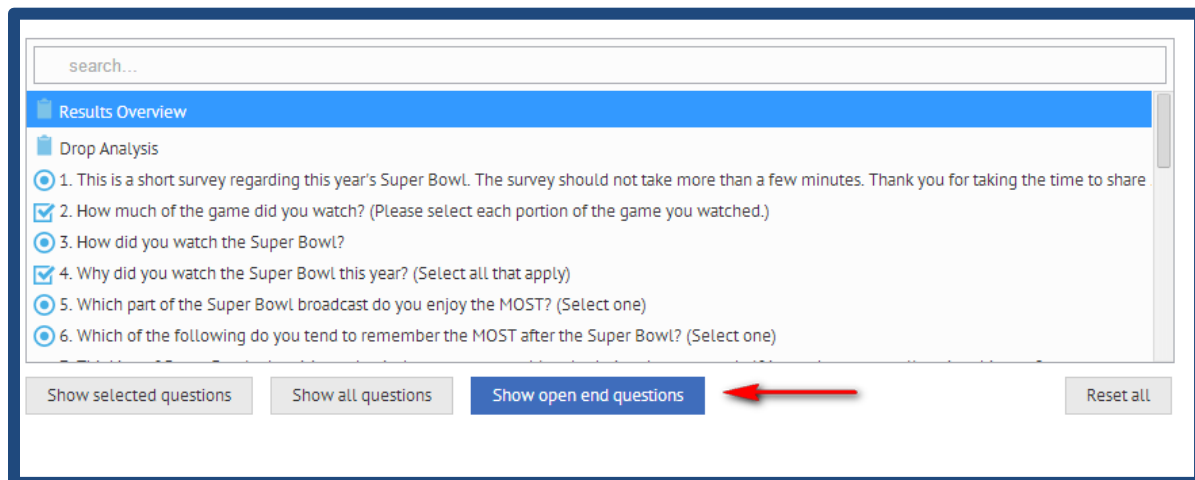 search...
Results Overview
Drop Analysis
1. This is a short survey regarding this year's Super Bowl. The survey should not take more than a few minutes. Thank you for taking the time to share
2. How much of the game did you watch? (Please select each portion of the game you watched.)
3. How did you watch the Super Bowl?
4. Why did you watch the Super Bowl this year? (Select all that apply)
5. Which part of the Super Bowl broadcast do you enjoy the MOST? (Select one)
6. Which of the following do you tend to remember the MOST after the Super Bowl? (Select one)
Show selected questions
Show all questions
Show open end questions
Reset all